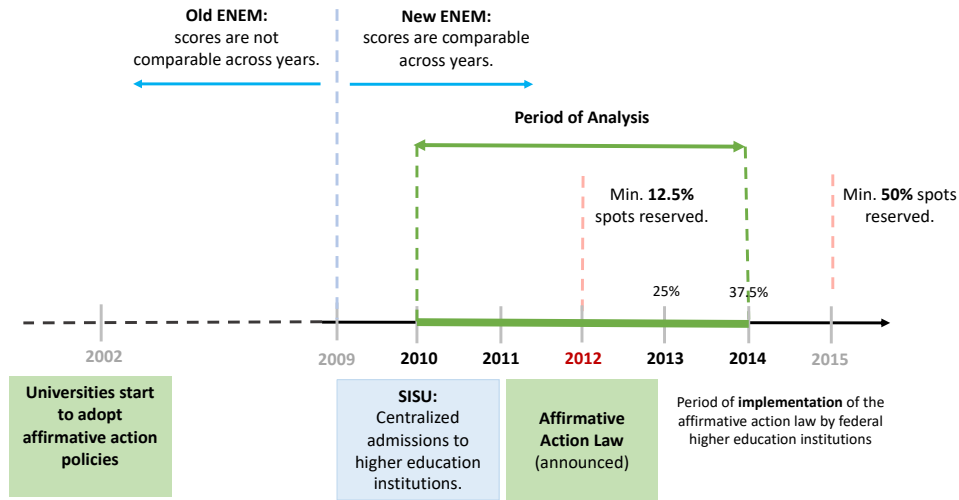 Old ENEM:
scores are not
comparable across years.
New ENEM:
scores are comparable
across years.
Period of Analysis
Min. 12.5%
spots reserved.
Min. 50% spots
reserved.
25%
37.5%
2002
2009
2010
2011
2012
2013
2014
2015
Universities start
to adopt
affirmative action
policies
SISU:
Centralized
admissions to
higher education
institutions.
Affirmative
Action Law
(announced)
Period of implementation of the
affirmative action law by federal
higher education institutions